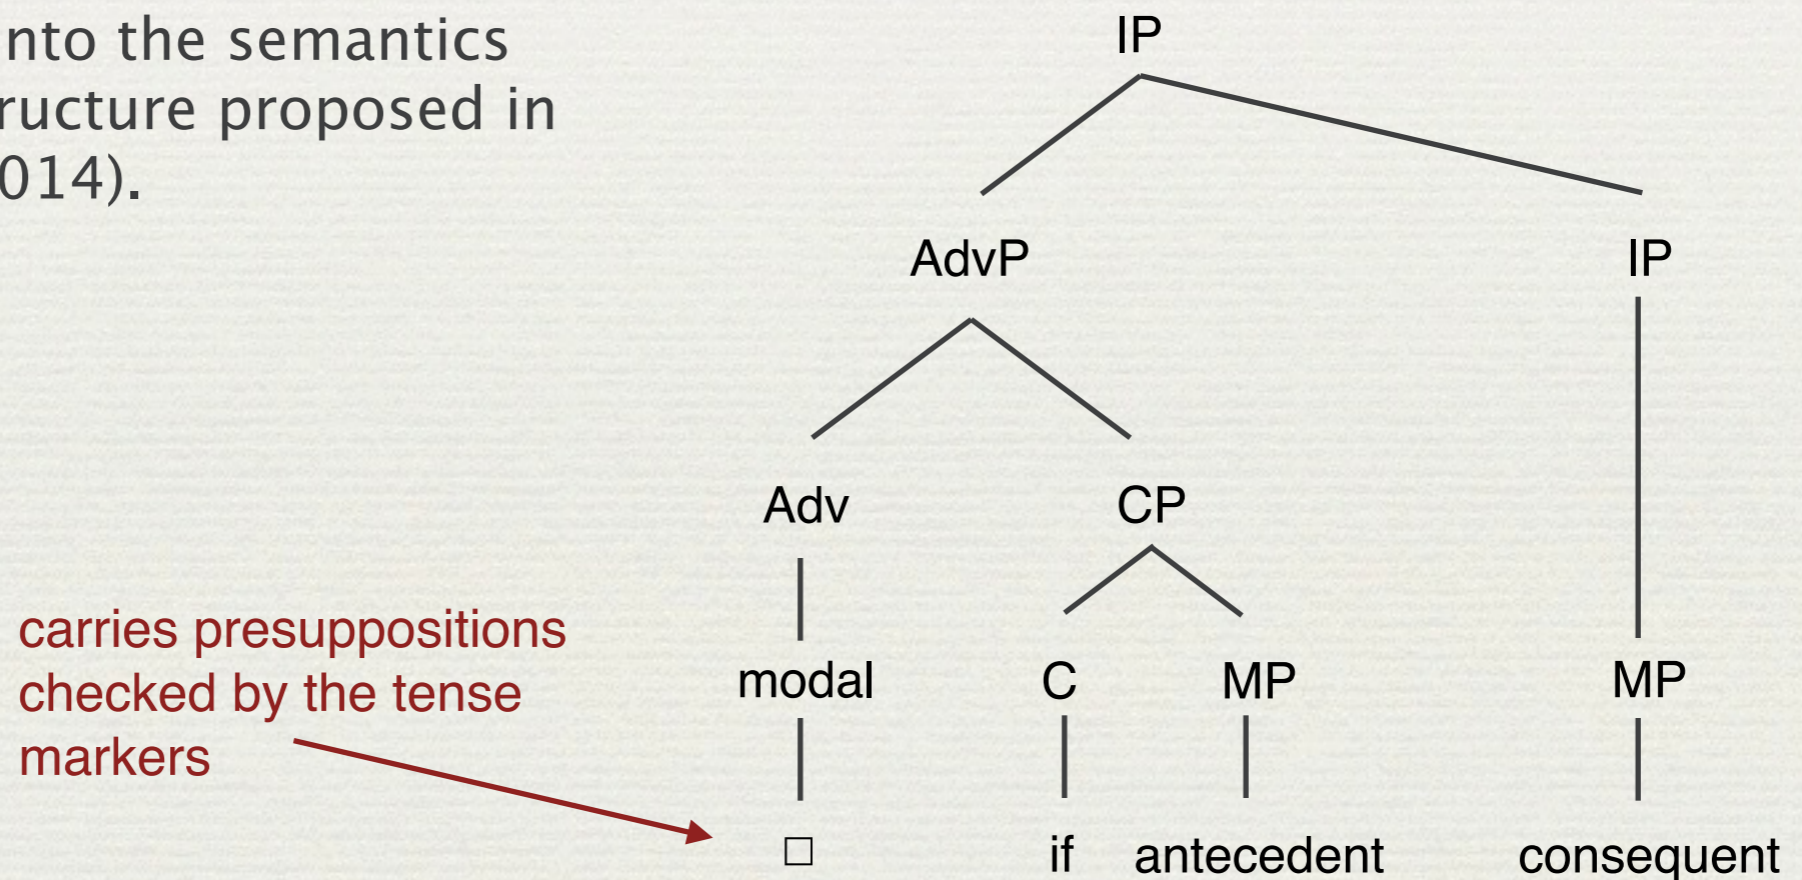 nto the semantics
ructure proposed in
014).
IP
AdvP IP
Adv CP
carries presuppositions
checked by the tense
markers
modal C MP MP
□ if antecedent consequent